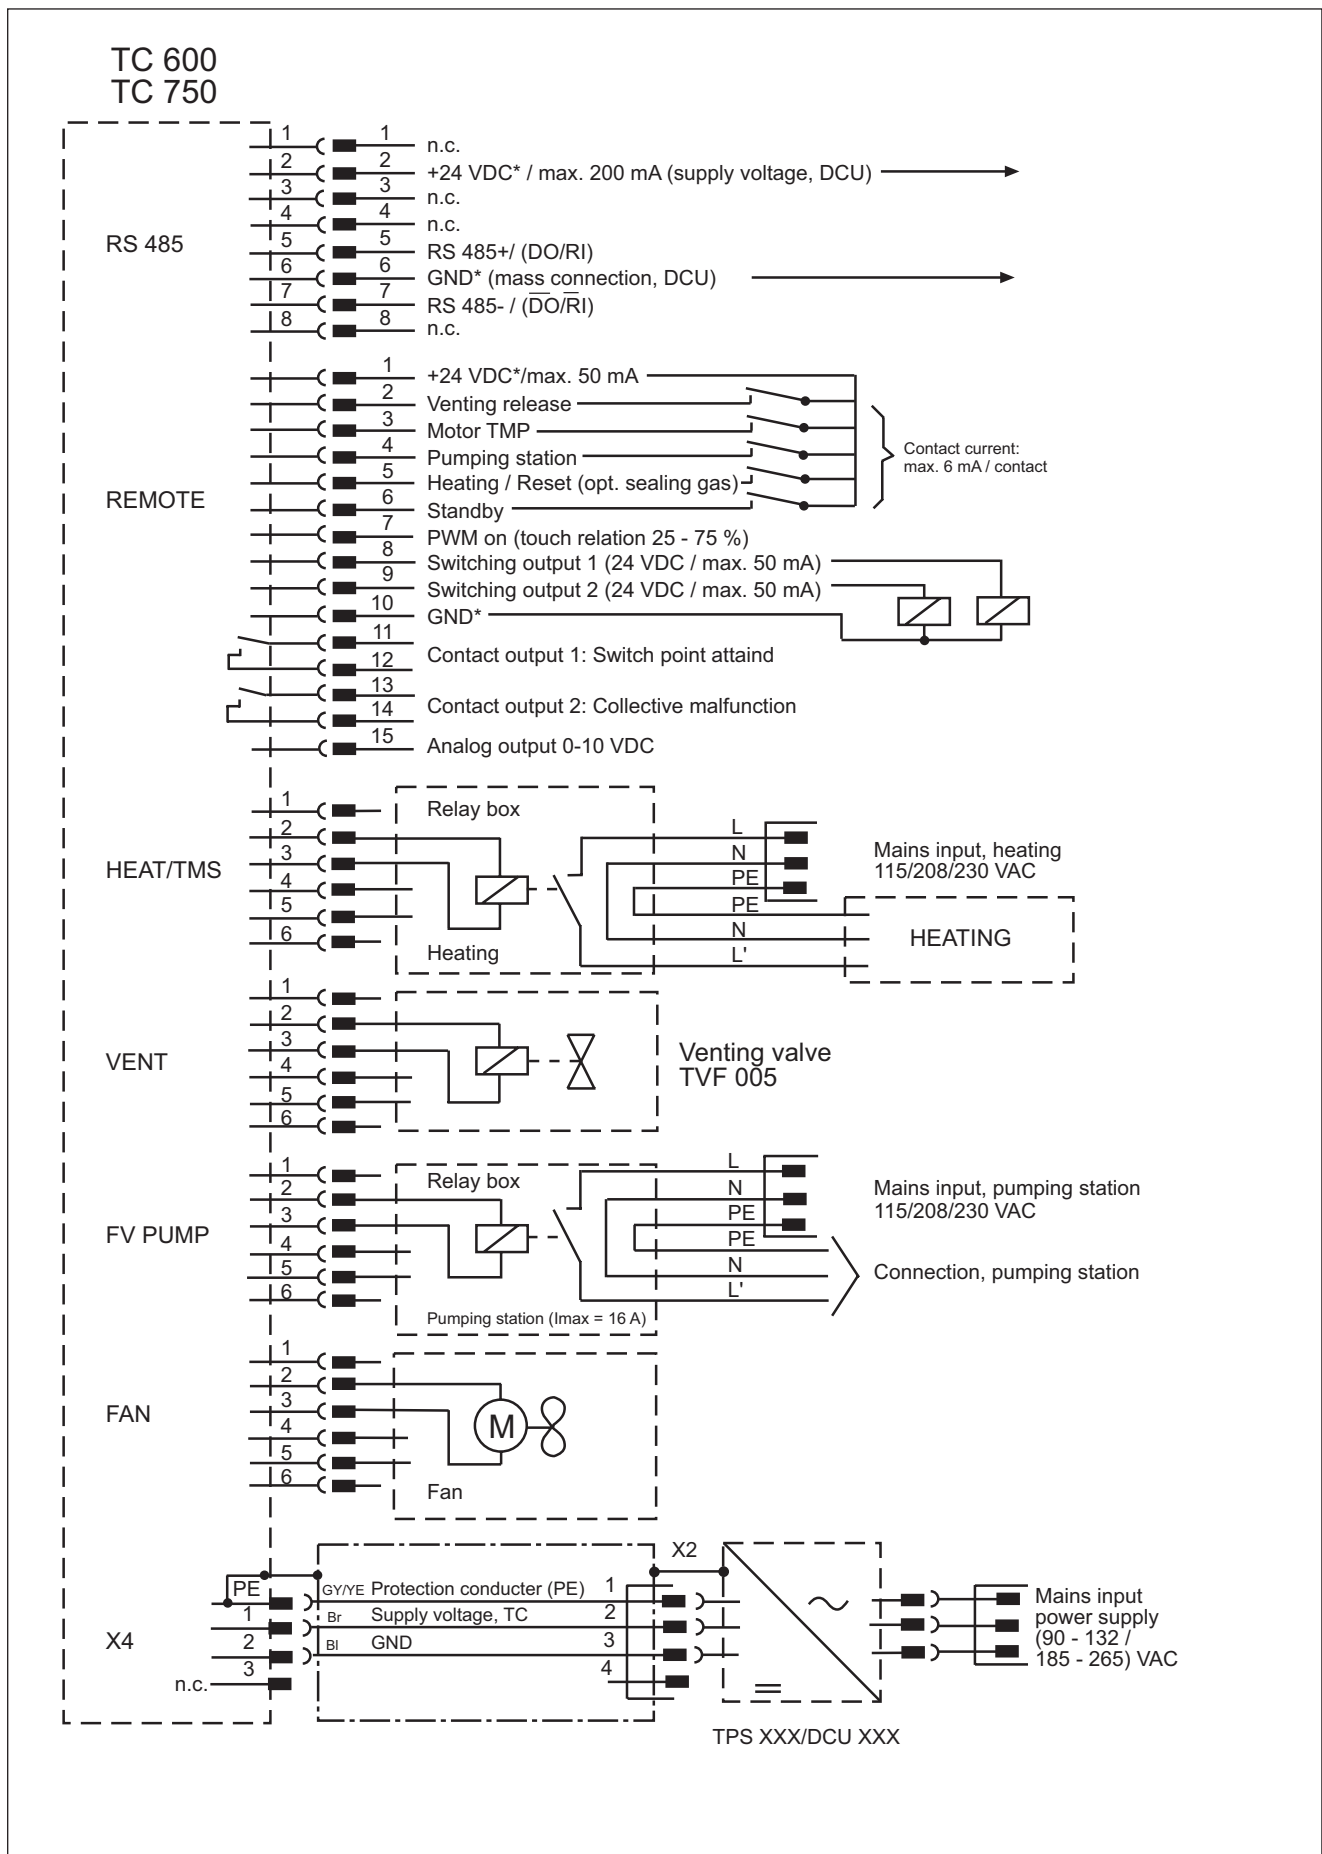 TC 600
TC 750
RS 485
1 1 n.c.
2 2 +24 VDC* / max. 200 mA (supply voltage, DCU)
3 3 n.c.
4 4 n.c.
5 5 RS 485+/ (DO/RI)
6 6 GND* (mass connection, DCU)
7 7 RS 485- / (D̅O̅/R̅I)
8 8 n.c.
REMOTE
1 +24 VDC*/max. 50 mA
2 Venting release
3 Motor TMP
4 Pumping station
5 Heating / Reset (opt. sealing gas)
6 Standby
Contact current:
max. 6 mA / contact
7 PWM on (touch relation 25 - 75 %)
8 Switching output 1 (24 VDC / max. 50 mA)
9 Switching output 2 (24 VDC / max. 50 mA)
10 GND*
11
12
Contact output 1: Switch point attaind
13
14
Contact output 2: Collective malfunction
15 Analog output 0-10 VDC
HEAT/TMS
1
2
3
4
5
6
Relay box
Heating
L
N
PE
PE
N
L'
Mains input, heating
115/208/230 VAC
HEATING
VENT
1
2
3
4
5
6
Venting valve
TVF 005
FV PUMP
1
2
3
4
5
6
Relay box
Pumping station (Imax = 16 A)
L
N
PE
PE
N
L'
Mains input, pumping station
115/208/230 VAC
Connection, pumping station
FAN
1
2
3
4
5
6
M
Fan
X4
PE
1
2
3
n.c.
GY/YE Protection conducter (PE) 1
Br Supply voltage, TC 2
Bl GND 3
4
X2
TPS XXX/DCU XXX
Mains input
power supply
(90 - 132 /
185 - 265) VAC